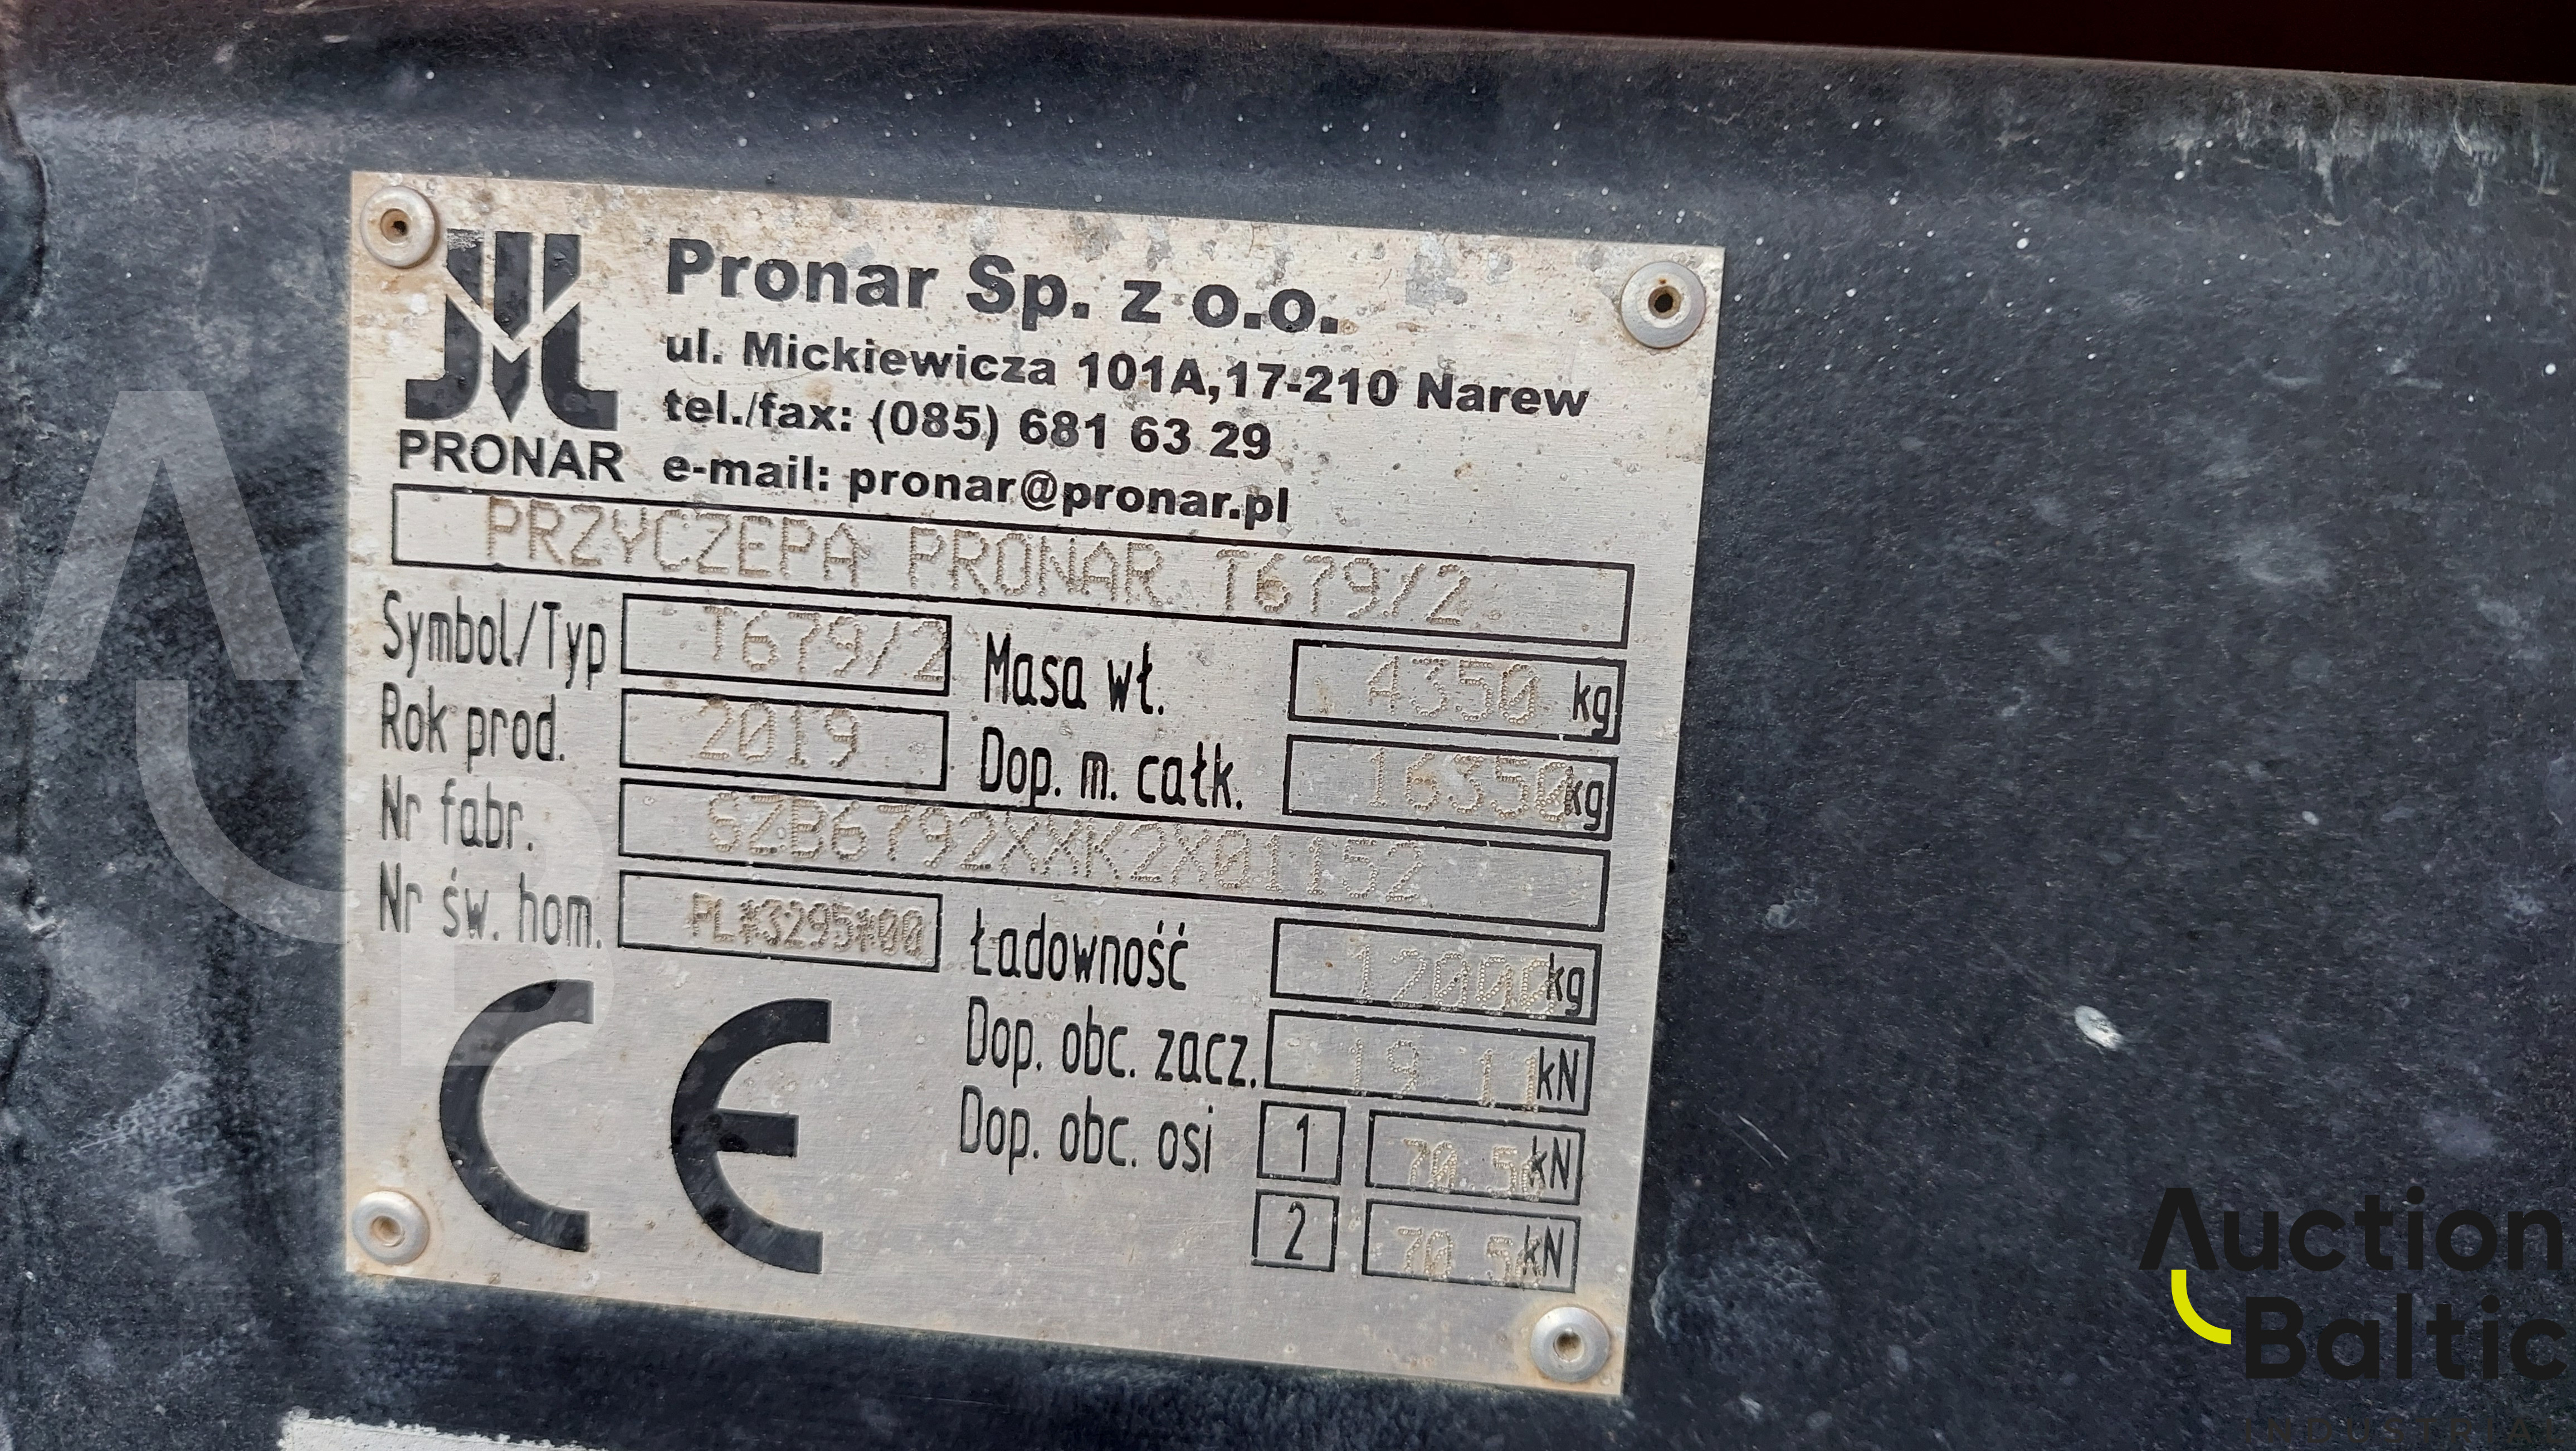 Pronar Sp. z o.o.
ul. Mickiewicza 101A,17-210 Narew
tel./fax: (085) 681 63 29
PRONAR e-mail: pronar@pronar.pl
PRZYCZEPA PRONAR T679/2
Symbol/Typ T679/2 Masa wł. 4350 kg
Rok prod. 2019 Dop. m. całk. 16350 kg
Nr fabr. SZB6792XXK2X01152
Nr św. hom. PL*3295*00 Ładowność 12000 kg
Dop. obc. zacz. 19 11 kN
Dop. obc. osi 1 70 56 kN
2 70 56 kN
CE
AB
Auction
Baltic
INDUSTRIAL